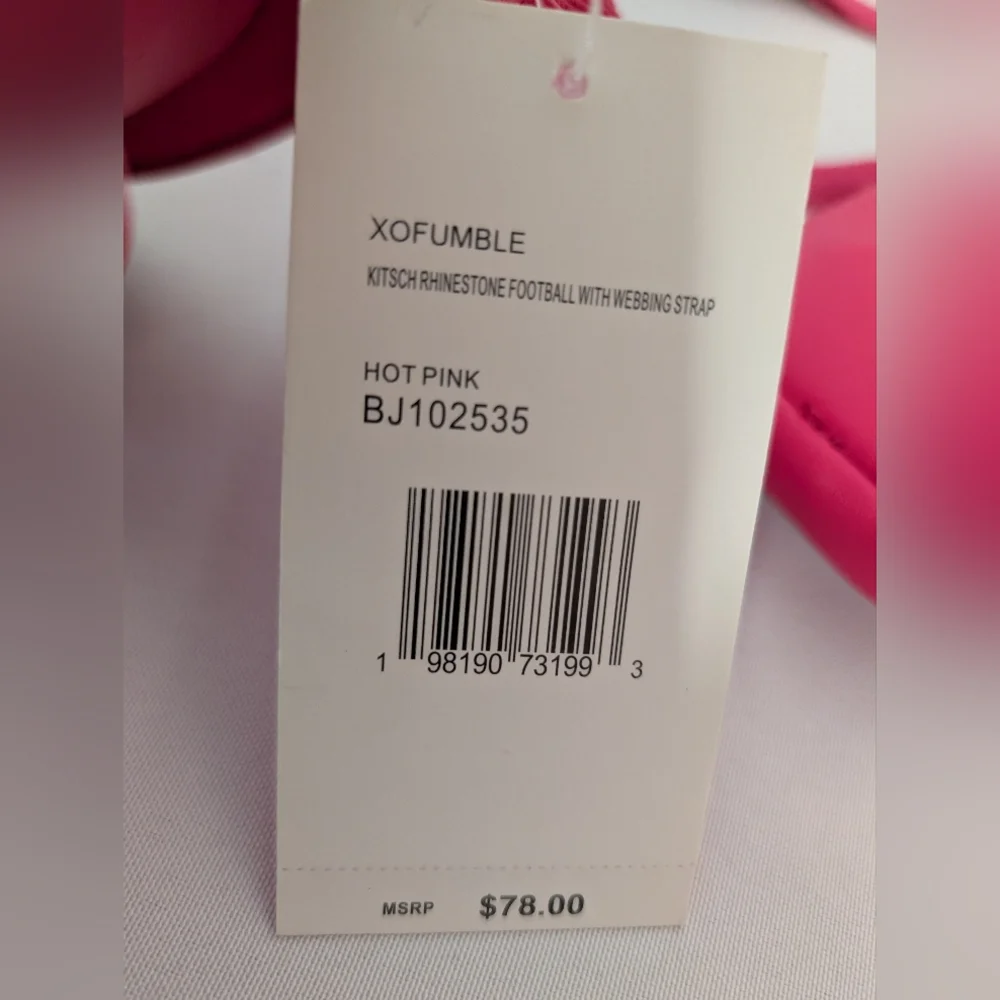 XOFUMBLE
KITSCH RHINESTONE FOOTBALL WITH WEBBING STRAP
HOT PINK
BJ102535
1 98190 73199 3
MSRP $78.00